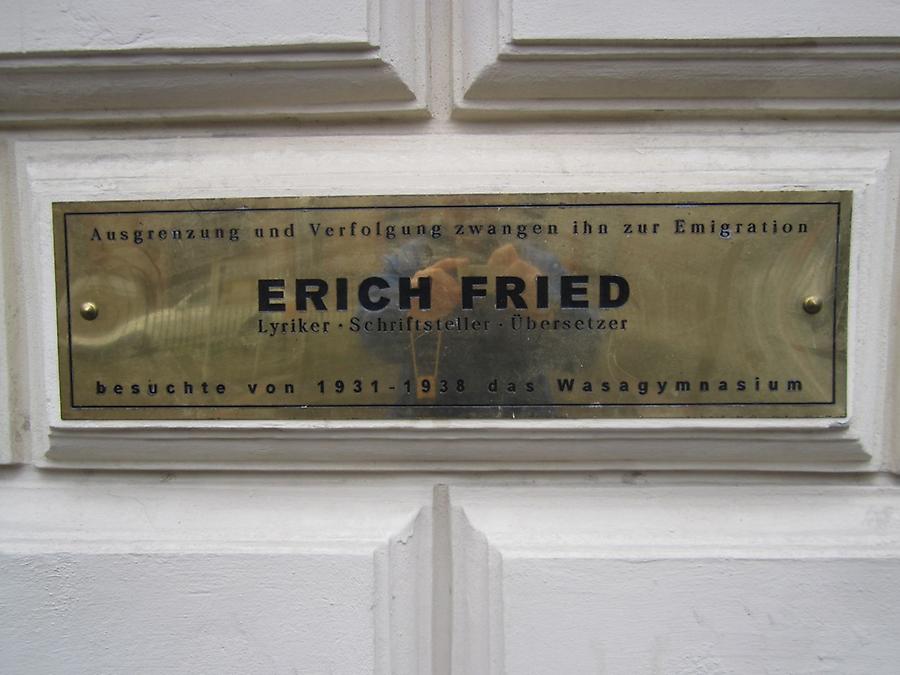 Ausgrenzung und Verfolgung zwangen ihn zur Emigration
ERICH FRIED
Lyriker · Schriftsteller · Übersetzer
besuchte von 1931-1938 das Wasagymnasium